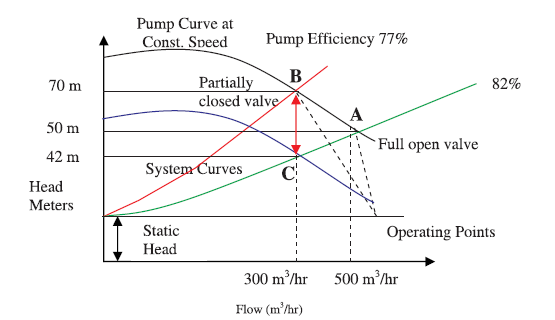 Pump Curve at
Const. Speed
Pump Efficiency 77%
B
70 m
Partially
closed valve
82%
A
50 m
Full open valve
42 m
System Curves
C
Head
Meters
Static
Head
Operating Points
300 m³/hr
500 m³/hr
Flow (m³/hr)